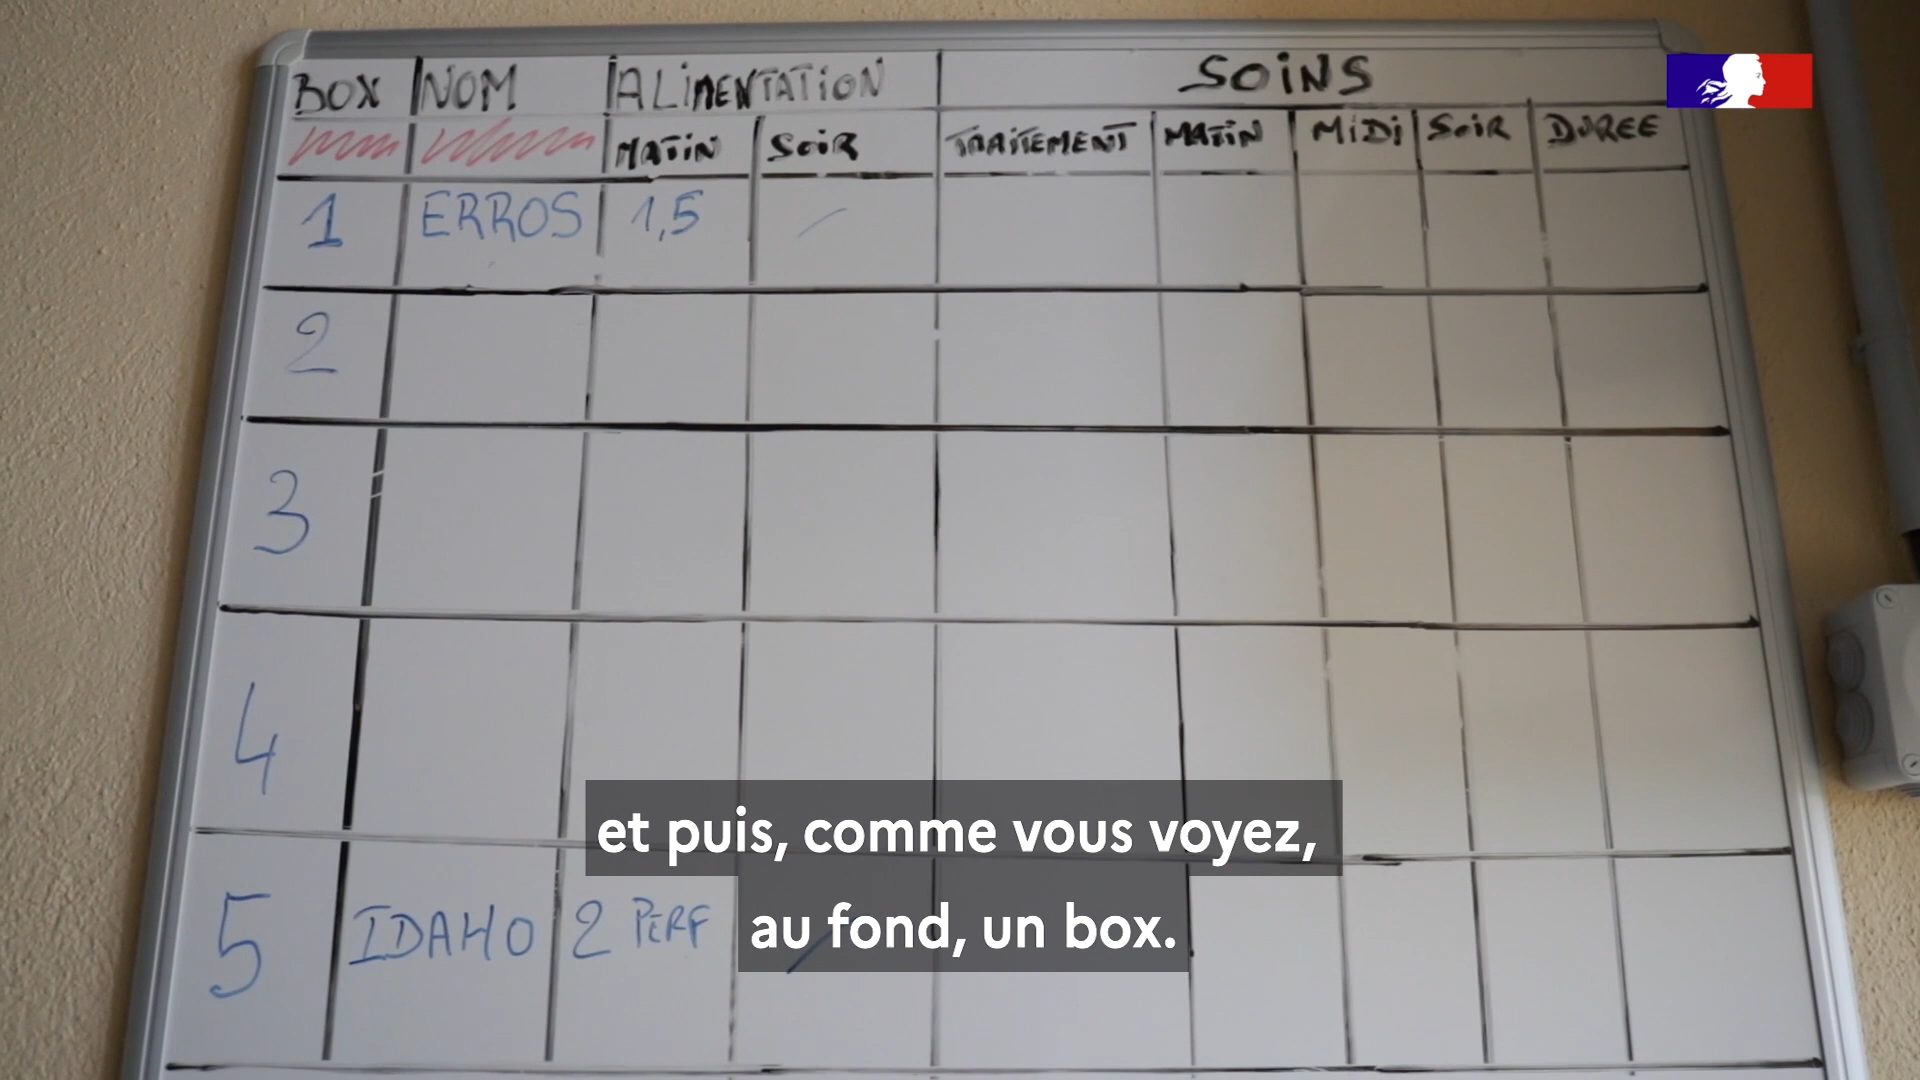 BOX NOM ALIMENTATION SOINS
MATIN SOIR TRAITEMENT MATIN MIDI SOIR DUREE
1 ERROS 1,5 /
2
3
4
5 IDAHO 2 PERF /
et puis, comme vous voyez,
au fond, un box.